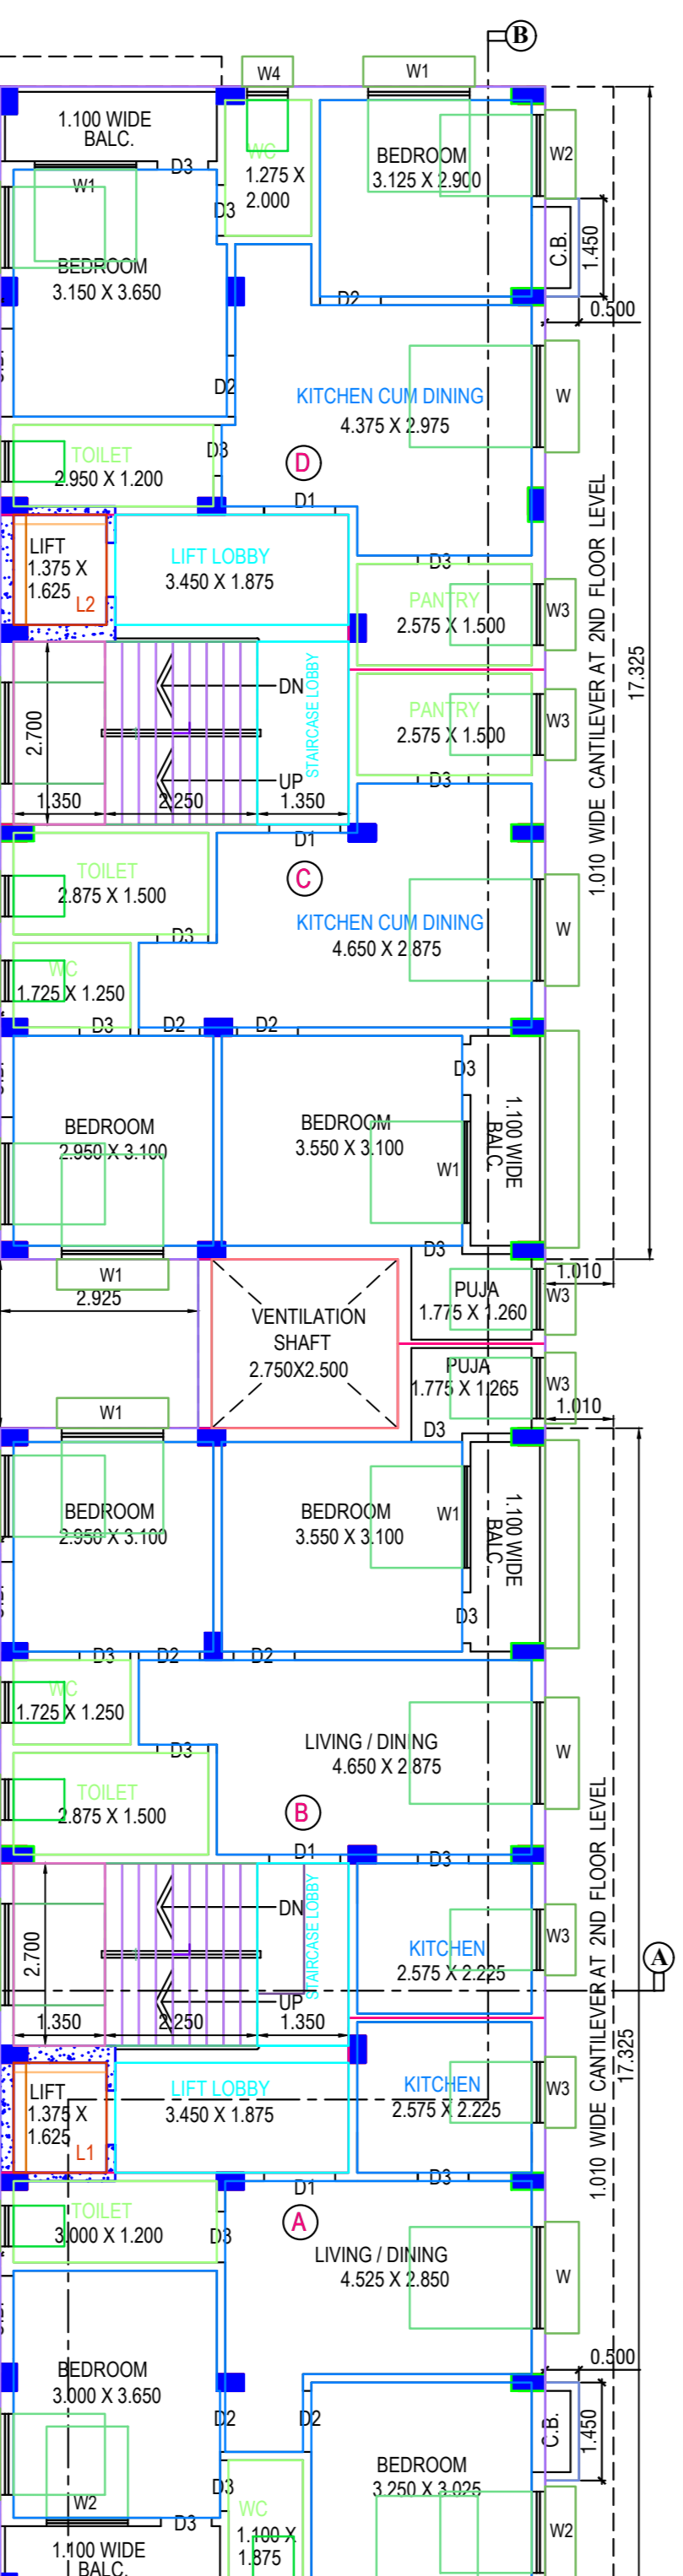 B
W4
W1
1.100 WIDE
BALC.
D3
WC
1.275 X
2.000
BEDROOM
3.125 X 2.900
W2
W1
D3
C.B.
1.450
BEDROOM
3.150 X 3.650
D2
0.500
D2
KITCHEN CUM DINING
4.375 X 2.975
W
TOILET
2.950 X 1.200
D3
D
D1
LIFT
1.375 X
1.625
L2
LIFT LOBBY
3.450 X 1.875
D3
PANTRY
2.575 X 1.500
W3
1.010 WIDE CANTILEVER AT 2ND FLOOR LEVEL
17.325
2.700
DN
STAIRCASE LOBBY
UP
PANTRY
2.575 X 1.500
W3
1.350
2.250
1.350
D3
D1
TOILET
2.875 X 1.500
C
KITCHEN CUM DINING
4.650 X 2.875
W
D3
WC
1.725 X 1.250
D3
D2
D2
D3
BEDROOM
2.950 X 3.100
BEDROOM
3.550 X 3.100
W1
1.100 WIDE
BALC.
D3
W1
2.925
VENTILATION
SHAFT
2.750X2.500
PUJA
1.775 X 1.260
W3
1.010
PUJA
1.775 X 1.265
W3
1.010
W1
D3
BEDROOM
2.950 X 3.100
BEDROOM
3.550 X 3.100
W1
1.100 WIDE
BALC
D3
D3
D2
D2
WC
1.725 X 1.250
LIVING / DINING
4.650 X 2.875
W
D3
TOILET
2.875 X 1.500
B
D1
D3
1.010 WIDE CANTILEVER AT 2ND FLOOR LEVEL
17.325
2.700
DN
STAIRCASE LOBBY
UP
KITCHEN
2.575 X 2.225
W3
A
1.350
2.250
1.350
LIFT
1.375 X
1.625
L1
LIFT LOBBY
3.450 X 1.875
KITCHEN
2.575 X 2.225
W3
D1
D3
TOILET
3.000 X 1.200
D3
A
LIVING / DINING
4.525 X 2.850
W
0.500
BEDROOM
3.000 X 3.650
D2
D2
C.B.
1.450
BEDROOM
3.250 X 3.025
D3
W2
D3
WC
1.100 X
1.875
W2
1.100 WIDE
BALC.